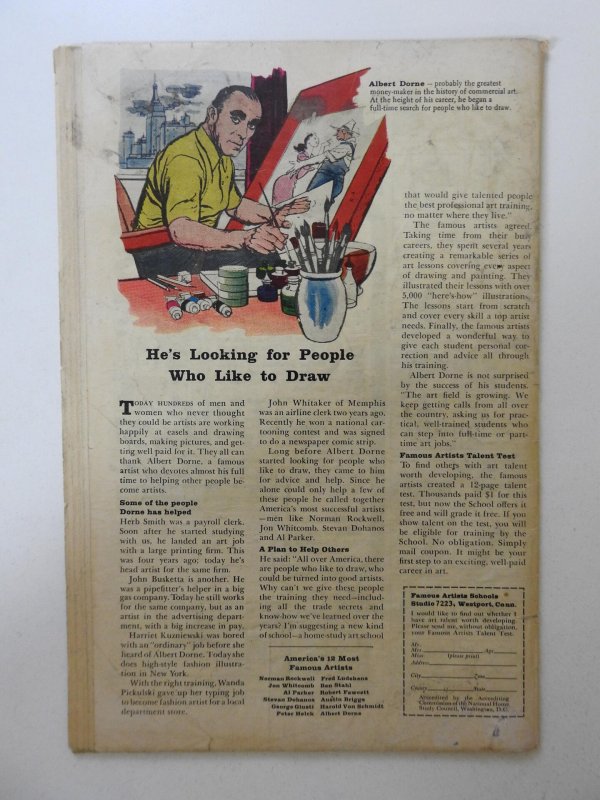 Albert Dorne — probably the greatest
money-maker in the history of commercial art.
At the height of his career, he began a
full-time search for people who like to draw.
He's Looking for People
Who Like to Draw
TODAY HUNDREDS of men and
women who never thought
they could be artists are working
happily at easels and drawing
boards, making pictures, and get-
ting well paid for it. They all can
thank Albert Dorne, a famous
artist who devotes almost his full
time to helping other people be-
come artists.
Some of the people
Dorne has helped
Herb Smith was a payroll clerk.
Soon after he started studying
with us, he landed an art job
with a large printing firm. This
was four years ago; today he's
head artist for the same firm.
John Busketta is another. He
was a pipefitter's helper in a big
gas company. Today he still works
for the same company, but as an
artist in the advertising depart-
ment, with a big increase in pay.
Harriet Kuzniewski was bored
with an "ordinary" job before she
heard of Albert Dorne. Today she
does high-style fashion illustra-
tion in New York.
With the right training, Wanda
Pickulski gave up her typing job
to become fashion artist for a local
department store.
John Whitaker of Memphis
was an airline clerk two years ago.
Recently he won a national car-
tooning contest and was signed
to do a newspaper comic strip.
Long before Albert Dorne
started looking for people who
like to draw, they came to him
for advice and help. Since he
alone could only help a few of
these people he called together
America's most successful artists
—men like Norman Rockwell,
Jon Whitcomb, Stevan Dohanos
and Al Parker.
A Plan to Help Others
He said: "All over America, there
are people who like to draw, who
could be turned into good artists.
Why can't we give these people
the training they need—includ-
ing all the trade secrets and
know-how we've learned over the
years? I'm suggesting a new kind
of school—a home-study art school
America's 12 Most
Famous Artists
Norman Rockwell Fred Ludekens
Jon Whitcomb Ben Stahl
Al Parker Robert Fawcett
Stevan Dohanos Austin Briggs
George Giusti Harold Von Schmidt
Peter Helck Albert Dorne
that would give talented people
the best professional art training,
no matter where they live."
The famous artists agreed.
Taking time from their busy
careers, they spent several years
creating a remarkable series of
art lessons covering every aspect
of drawing and painting. They
illustrated their lessons with over
5,000 "here's-how" illustrations.
The lessons start from scratch
and cover every skill a top artist
needs. Finally, the famous artists
developed a wonderful way to
give each student personal cor-
rection and advice all through
his training.
Albert Dorne is not surprised
by the success of his students.
"The art field is growing. We
keep getting calls from all over
the country, asking us for prac-
tical, well-trained students who
can step into full-time or part-
time art jobs."
Famous Artists Talent Test
To find others with art talent
worth developing, the famous
artists created a 12-page talent
test. Thousands paid $1 for this
test, but now the School offers it
free and will grade it free. If you
show talent on the test, you will
be eligible for training by the
School. No obligation. Simply
mail coupon. It might be your
first step to an exciting, well-paid
career in art.
Famous Artists Schools
Studio 7223, Westport, Conn.
I would like to find out whether I
have art talent worth developing.
Please send me, without obligation,
your Famous Artists Talent Test.
Mr.
Mrs. Age
Miss (please print)
Address
City Zone
County State
Accredited by the Accrediting
Commission of the National Home
Study Council, Washington, D.C.